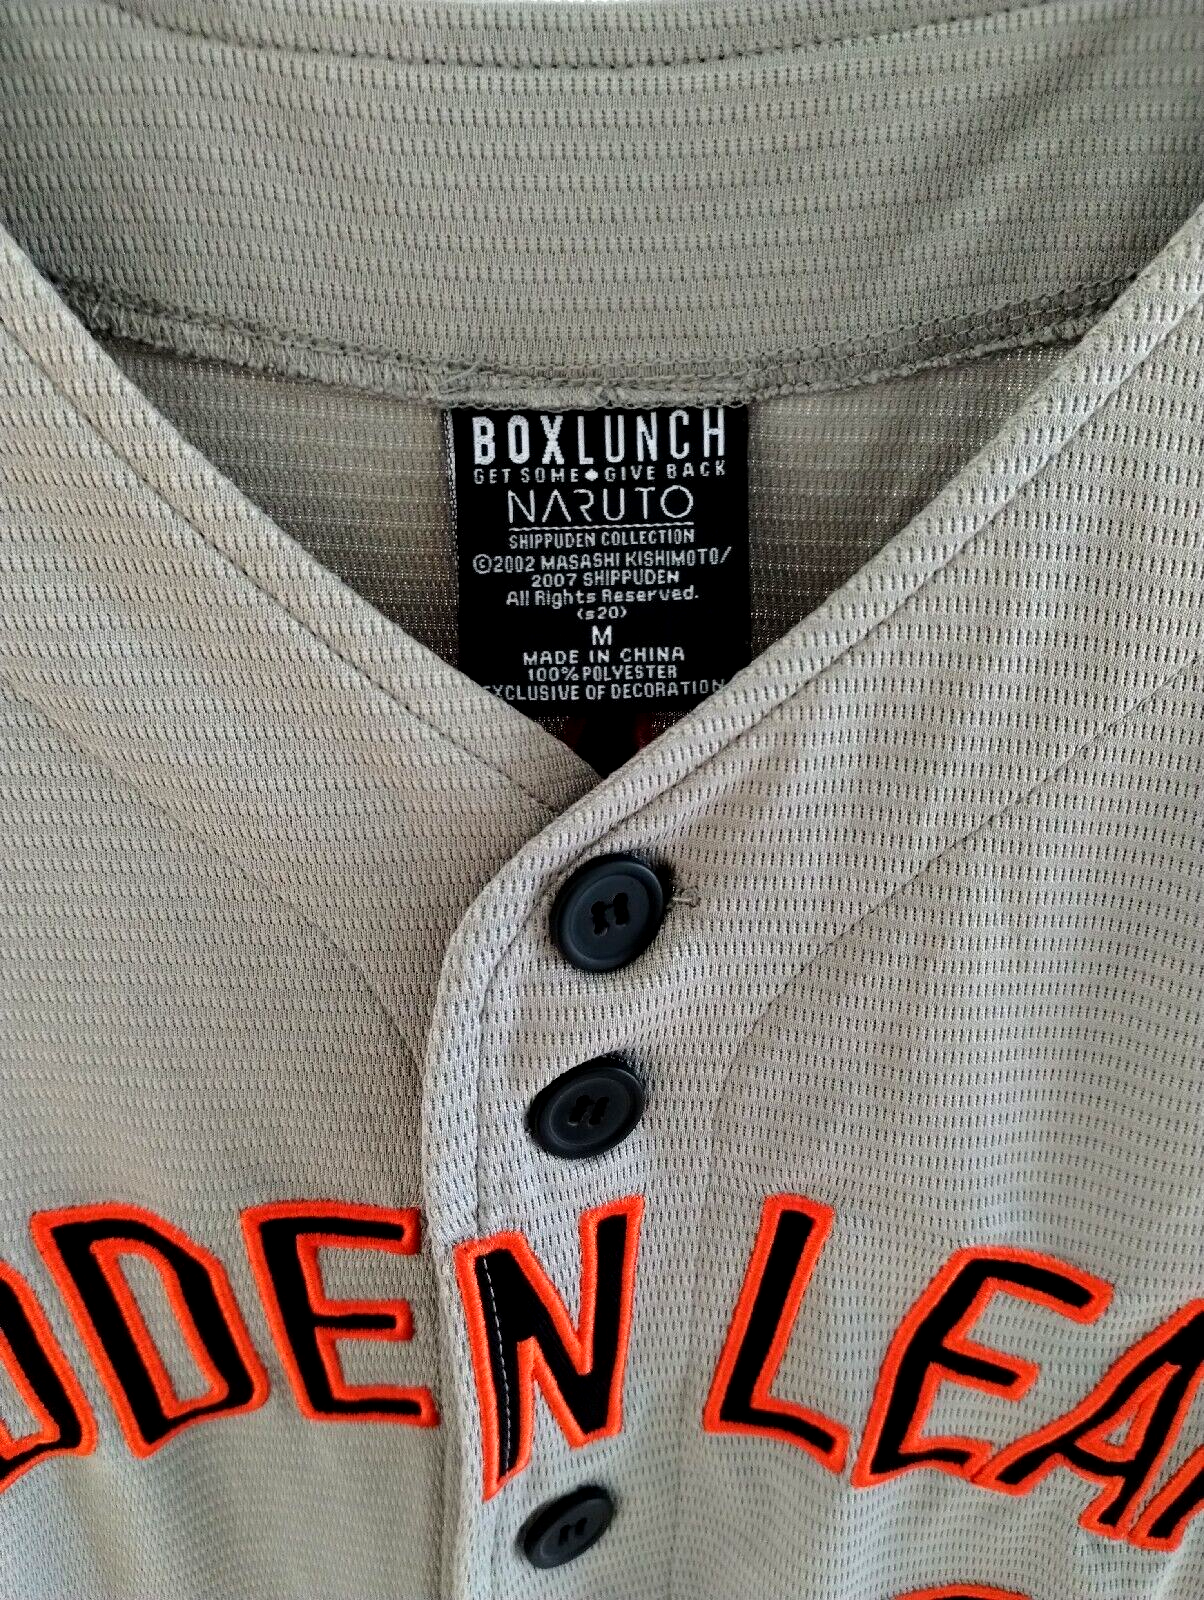 BOXLUNCH
GET SOME◆GIVE BACK
NARUTO
SHIPPUDEN COLLECTION
©2002 MASASHI KISHIMOTO/
2007 SHIPPUDEN
All Rights Reserved.
(s20)
M
MADE IN CHINA
100% POLYESTER
EXCLUSIVE OF DECORATION
DDEN LEA